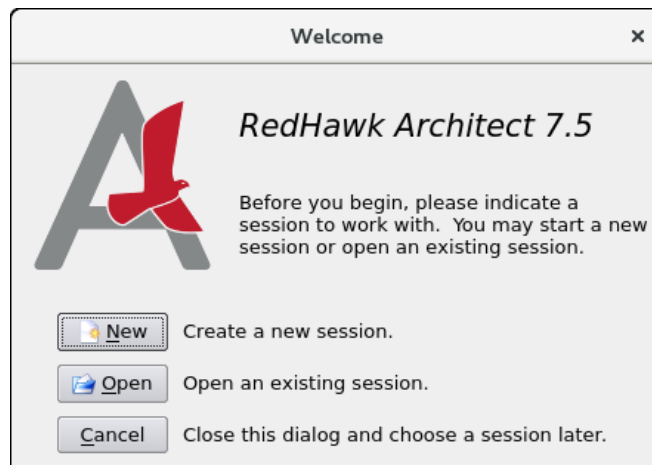 Welcome ×
RedHawk Architect 7.5
Before you begin, please indicate a
session to work with. You may start a new
session or open an existing session.
New Create a new session.
Open Open an existing session.
Cancel Close this dialog and choose a session later.